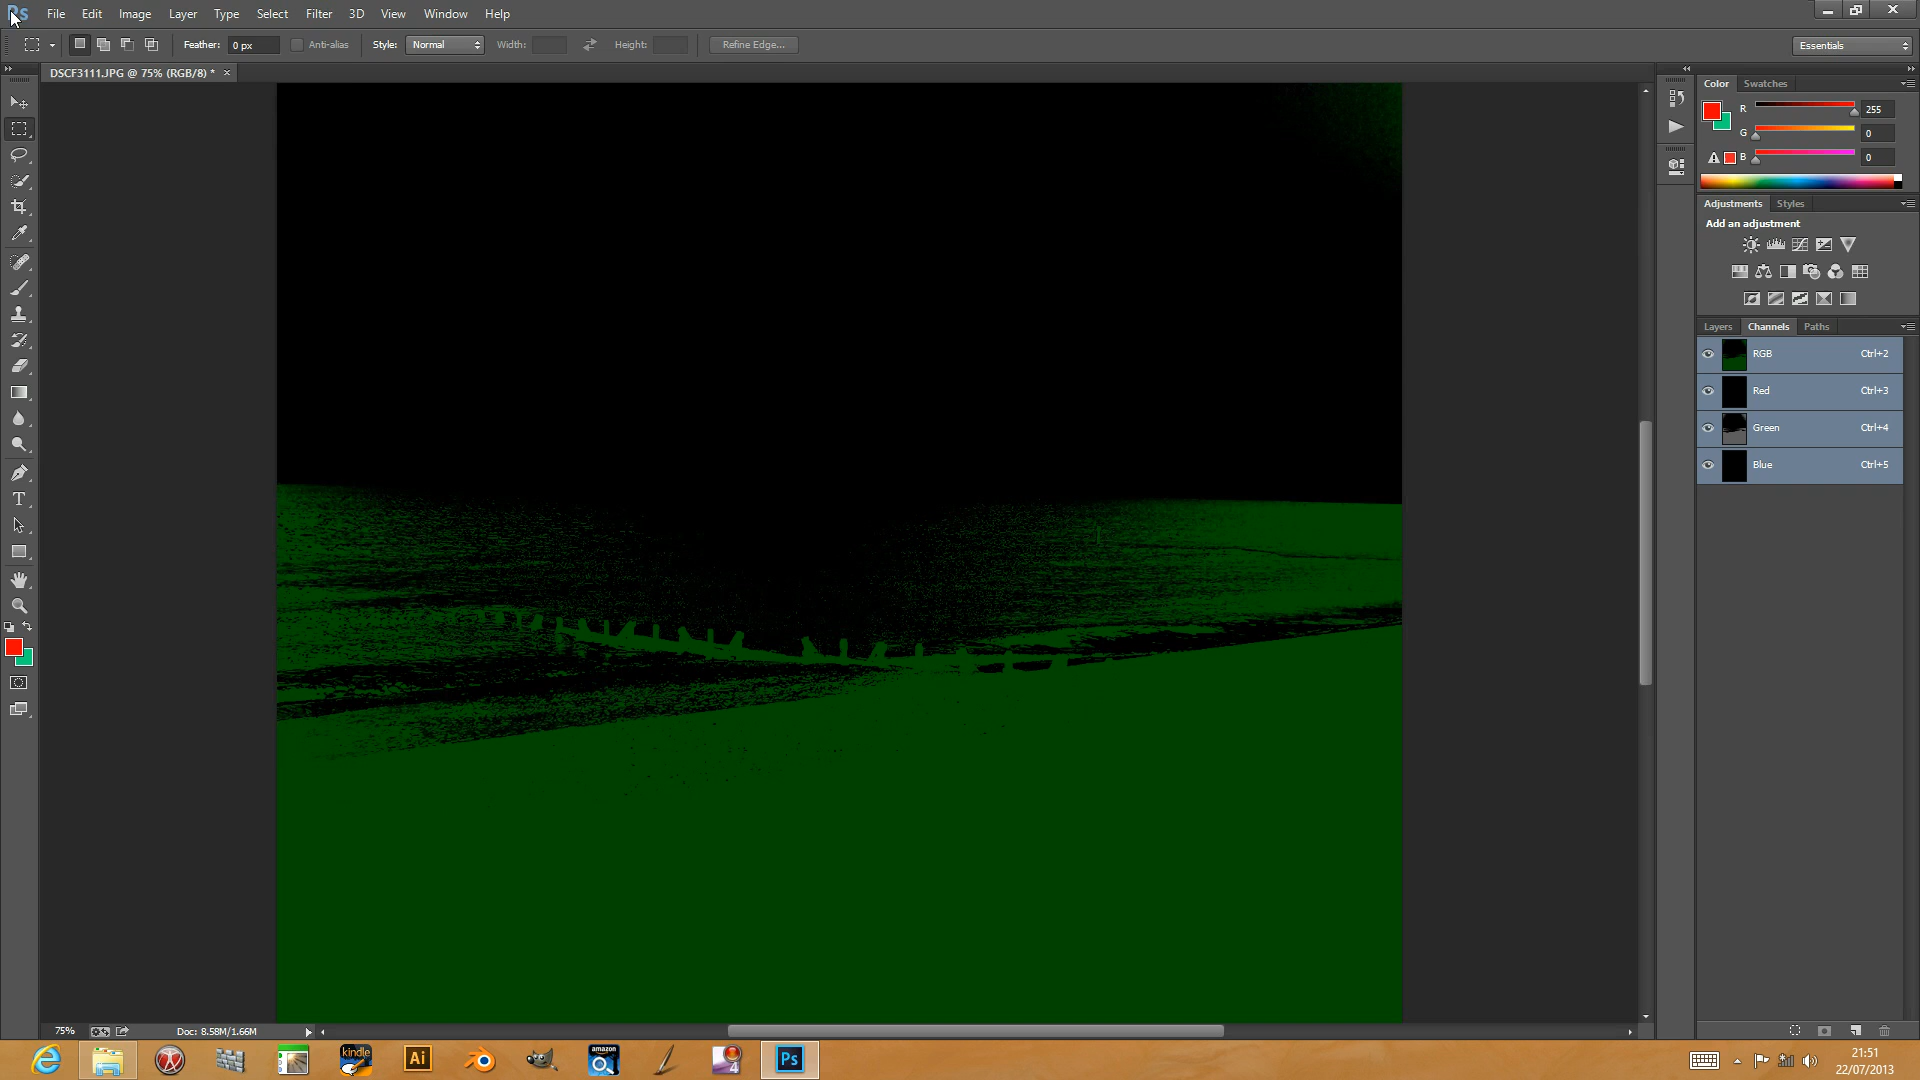 Ps File Edit Image Layer Type Select Filter 3D View Window Help
Feather: 0 px Anti-alias Style: Normal Width: Height: Refine Edge... Essentials
DSCF3111.JPG @ 75% (RGB/8) * ×
Color Swatches
R 255
G 0
B 0
Adjustments Styles
Add an adjustment
Layers Channels Paths
RGB Ctrl+2
Red Ctrl+3
Green Ctrl+4
Blue Ctrl+5
T
75% Doc: 8.58M/1.66M
kindle
Ai
amazon
4
Ps
21:51
22/07/2013